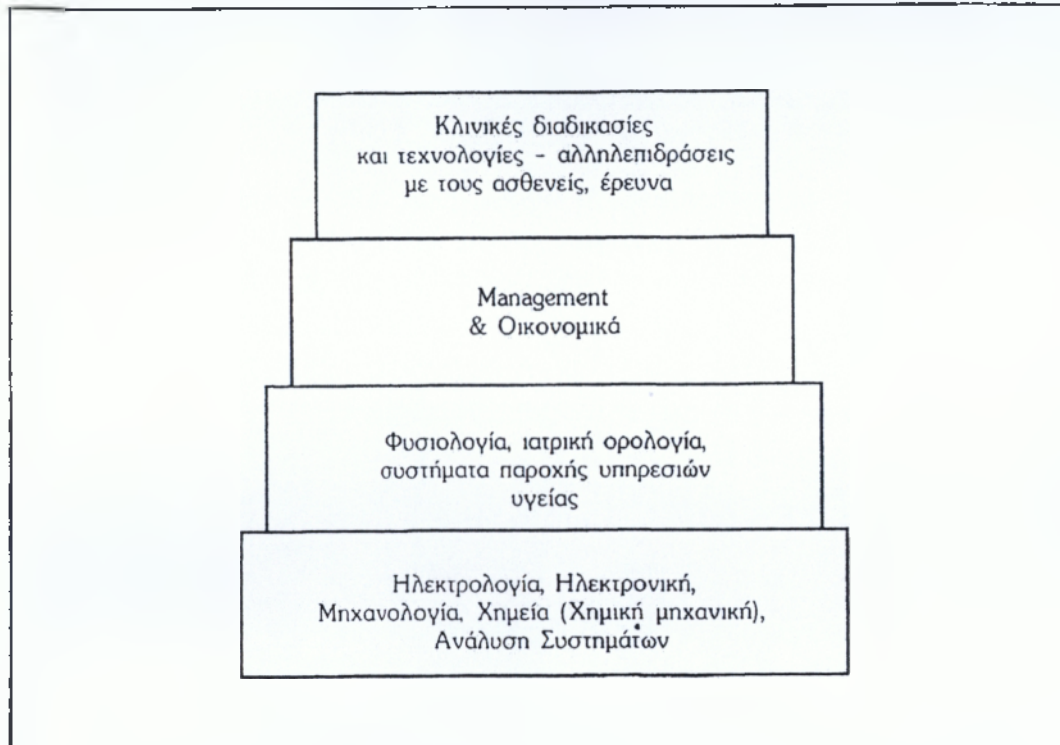 Κλινικές διαδικασίες
και τεχνολογίες - αλληλεπιδράσεις
με τους ασθενείς, έρευνα
Management
& Οικονομικά
Φυσιολογία, ιατρική ορολογία,
συστήματα παροχής υπηρεσιών
υγείας
Ηλεκτρολογία, Ηλεκτρονική,
Μηχανολογία, Χημεία (Χημική μηχανική),
Ανάλυση Συστημάτων